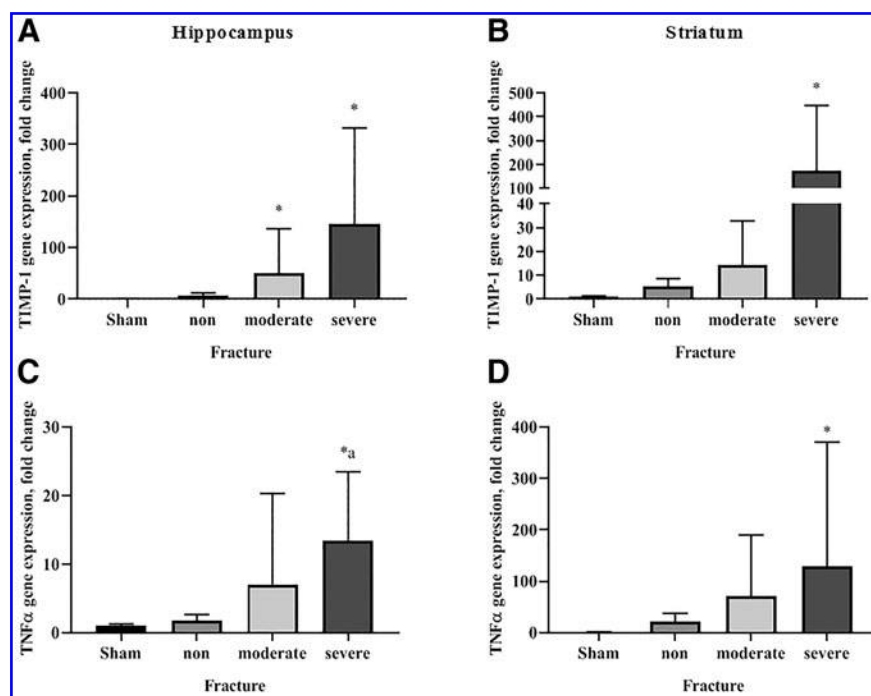 A
Hippocampus
TIMP-1 gene expression, fold change
400
300
200
100
0
*
*
Sham non moderate severe
Fracture
B
Striatum
TIMP-1 gene expression, fold change
500
400
300
200
100
40
30
20
10
0
*
Sham non moderate severe
Fracture
C
TNFα gene expression, fold change
30
20
10
0
*a
Sham non moderate severe
Fracture
D
TNFα gene expression, fold change
400
300
200
100
0
*
Sham non moderate severe
Fracture